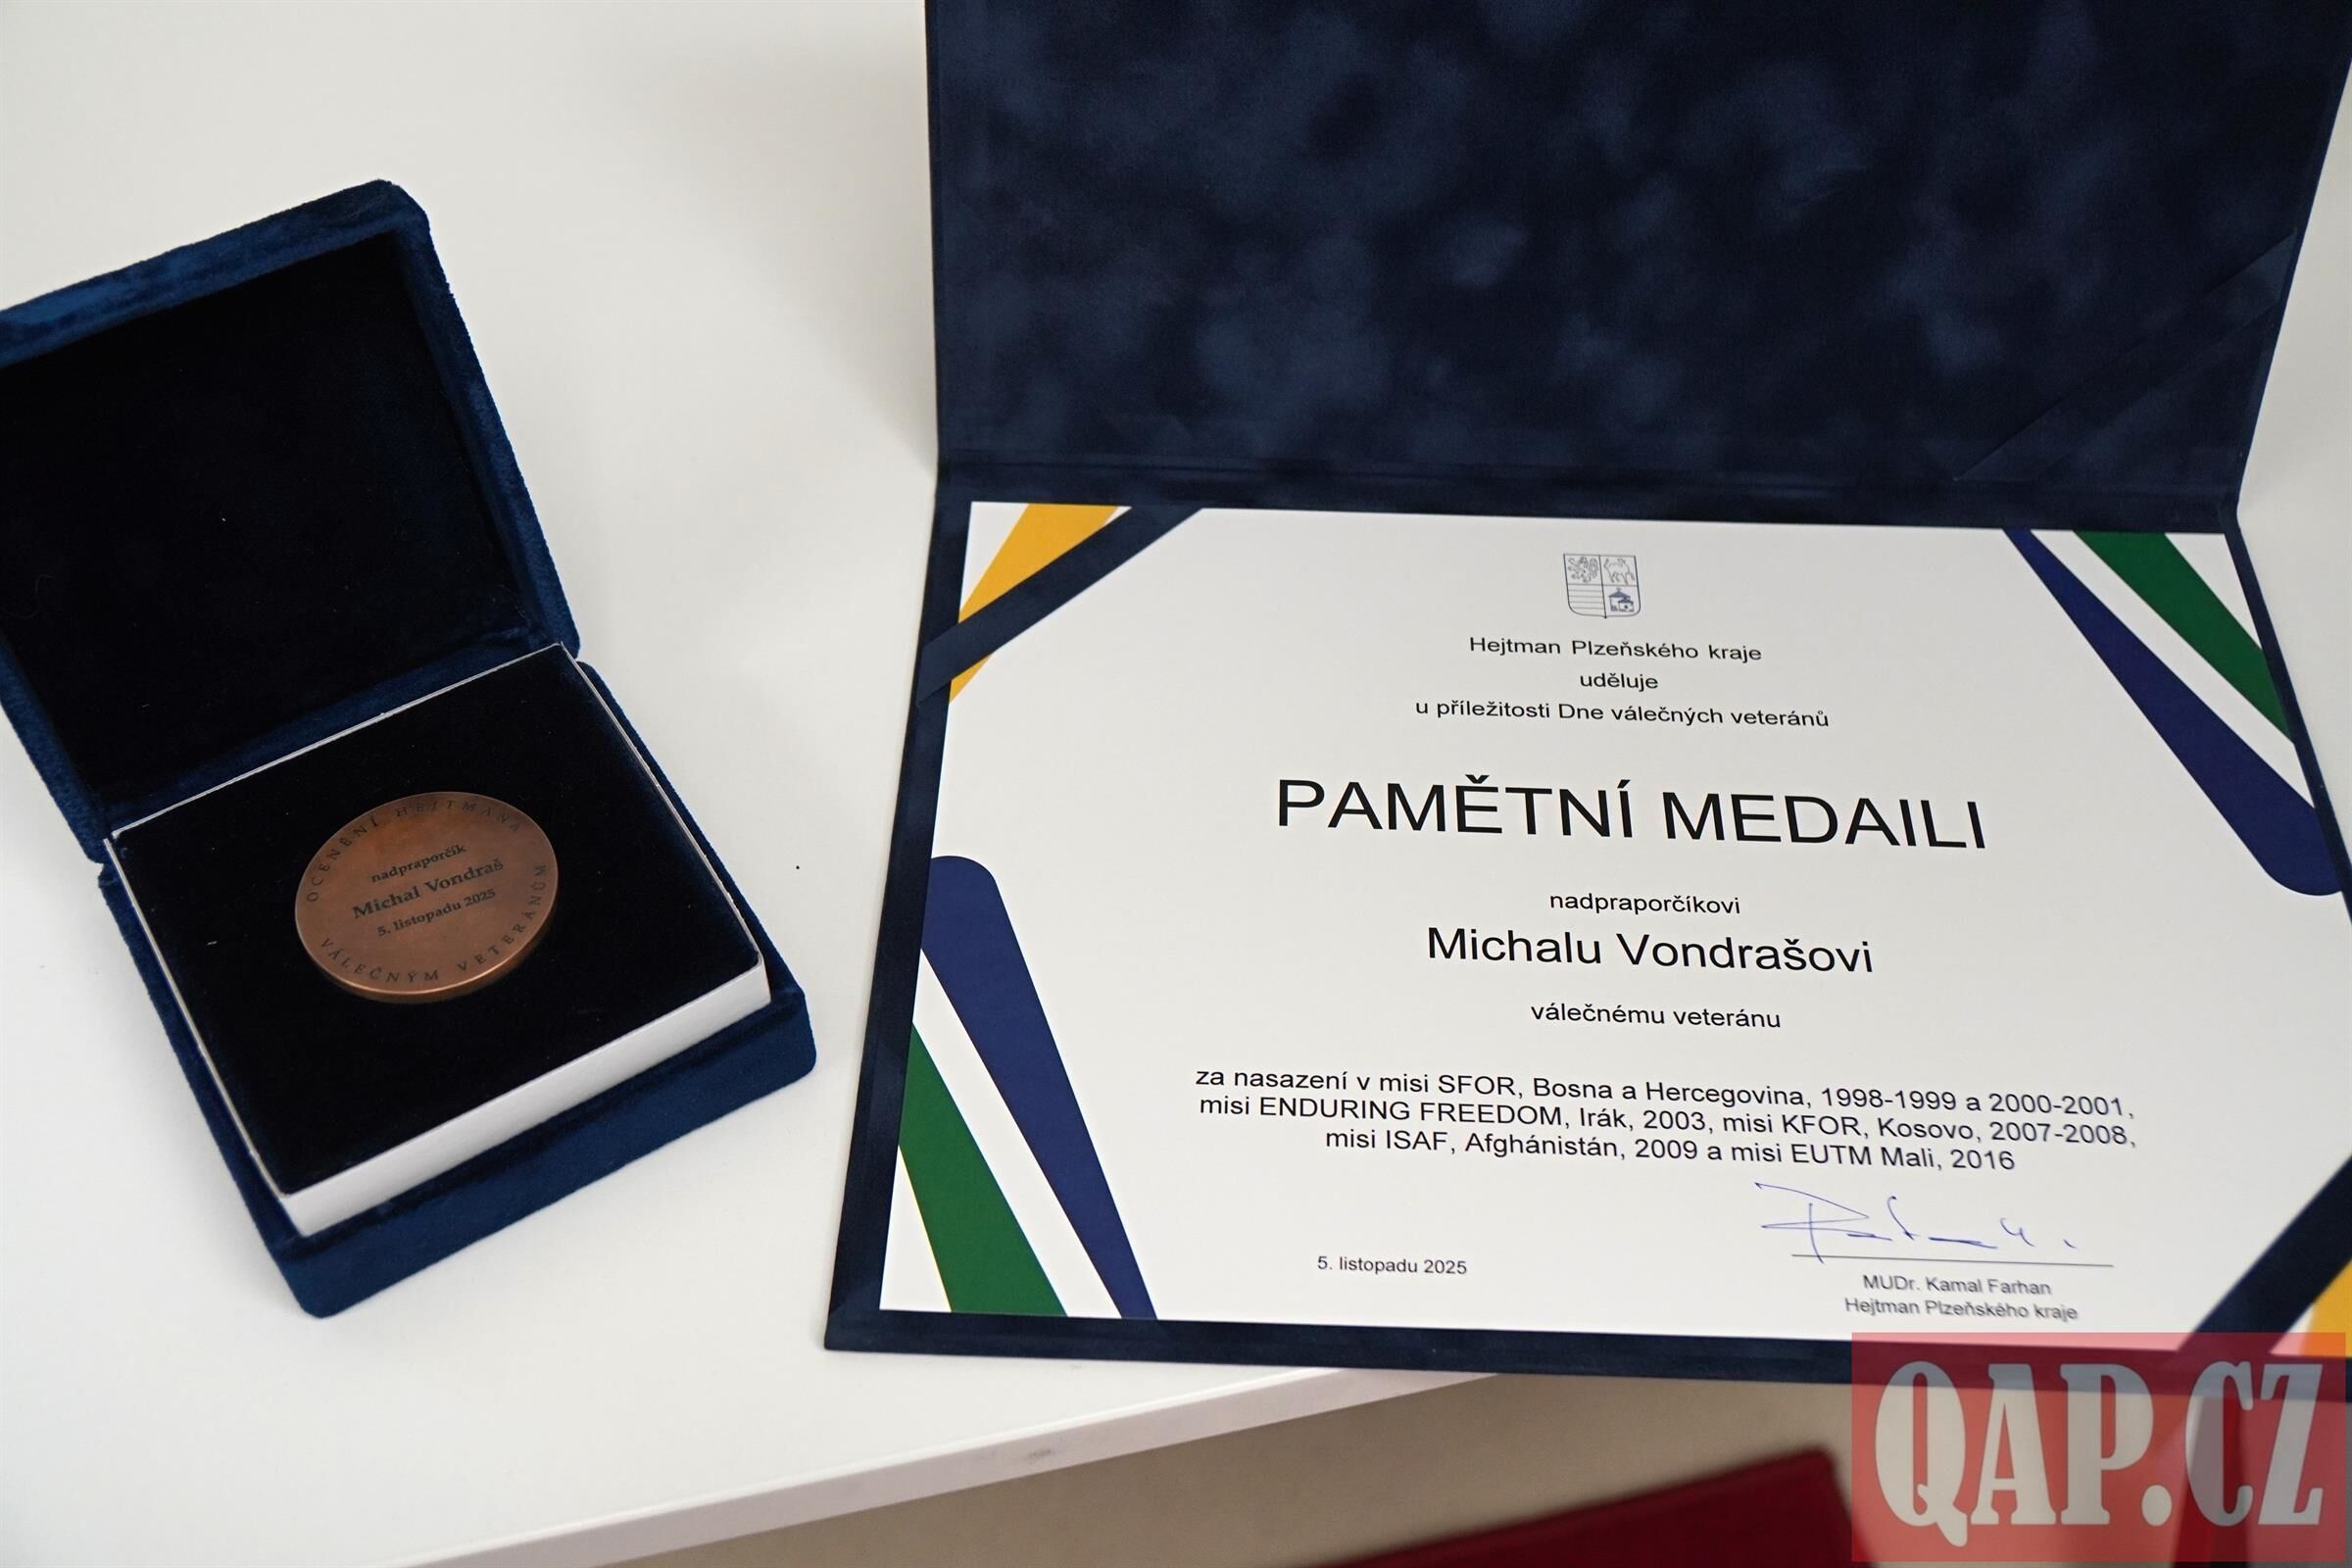 OCENĚNÍ HEJTMANA
nadpraporčík
Michal Vondraš
5. listopadu 2025
VÁLEČNÝM VETERÁNŮM
Hejtman Plzeňského kraje
uděluje
u příležitosti Dne válečných veteránů
PAMĚTNÍ MEDAILI
nadpraporčíkovi
Michalu Vondrašovi
válečnému veteránu
za nasazení v misi SFOR, Bosna a Hercegovina, 1998-1999 a 2000-2001,
misi ENDURING FREEDOM, Irák, 2003, misi KFOR, Kosovo, 2007-2008,
misi ISAF, Afghánistán, 2009 a misi EUTM Mali, 2016
5. listopadu 2025
MUDr. Kamal Farhan
Hejtman Plzeňského kraje
QAP.CZ